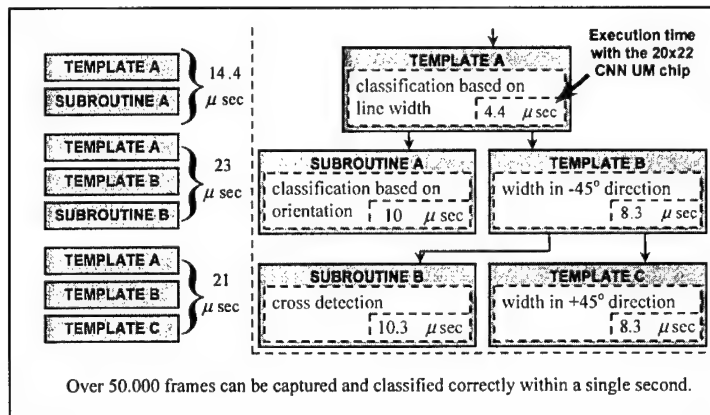 TEMPLATE A
SUBROUTINE A
14.4
μ sec
TEMPLATE A
TEMPLATE B
SUBROUTINE B
23
μ sec
TEMPLATE A
TEMPLATE B
TEMPLATE C
21
μ sec
Execution time
with the 20x22
CNN UM chip
TEMPLATE A
classification based on
line width
4.4 μ sec
SUBROUTINE A
classification based on
orientation
10 μ sec
TEMPLATE B
width in -45° direction
8.3 μ sec
SUBROUTINE B
cross detection
10.3 μ sec
TEMPLATE C
width in +45° direction
8.3 μ sec
Over 50.000 frames can be captured and classified correctly within a single second.